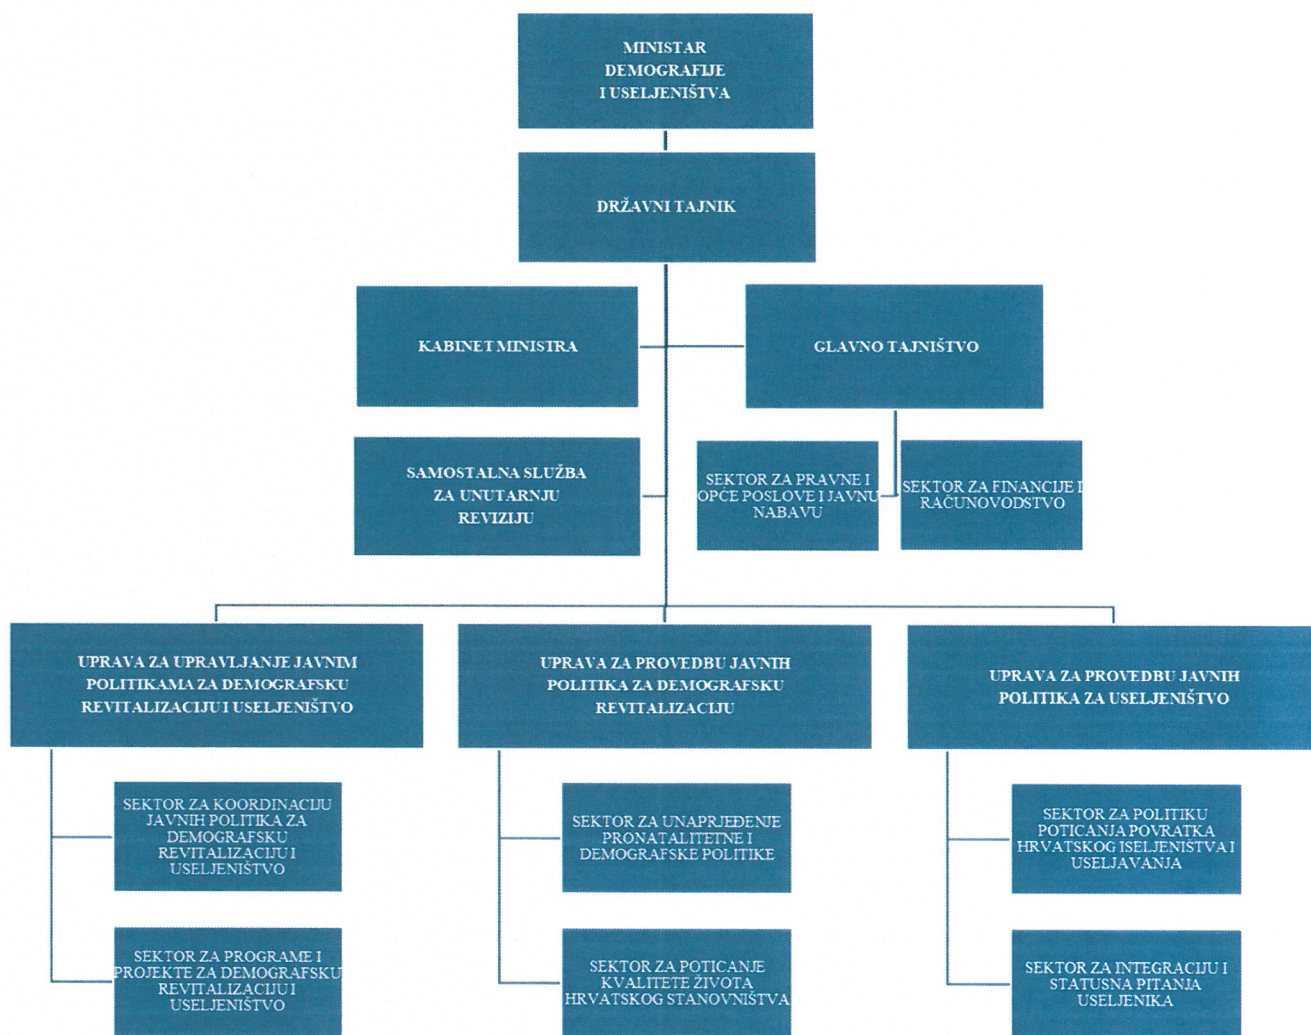 MINISTAR
DEMOGRAFIJE
I USELJENIŠTVA
DRŽAVNI TAJNIK
KABINET MINISTRA
GLAVNO TAJNIŠTVO
SAMOSTALNA SLUŽBA
ZA UNUTARNJU
REVIZIJU
SEKTOR ZA PRAVNE I
OPĆE POSLOVE I JAVNU
NABAVU
SEKTOR ZA FINANCIJE I
RAČUNOVODSTVO
UPRAVA ZA UPRAVLJANJE JAVNIM
POLITIKAMA ZA DEMOGRAFSKU
REVITALIZACIJU I USELJENIŠTVO
UPRAVA ZA PROVEDBU JAVNIH
POLITIKA ZA DEMOGRAFSKU
REVITALIZACIJU
UPRAVA ZA PROVEDBU JAVNIH
POLITIKA ZA USELJENIŠTVO
SEKTOR ZA KOORDINACIJU
JAVNIH POLITIKA ZA
DEMOGRAFSKU
REVITALIZACIJU I
USELJENIŠTVO
SEKTOR ZA UNAPRJEĐENJE
PRONATALITETNE I
DEMOGRAFSKE POLITIKE
SEKTOR ZA POLITIKU
POTICANJA POVRATKA
HRVATSKOG ISELJENIŠTVA I
USELJAVANJA
SEKTOR ZA PROGRAME I
PROJEKTE ZA DEMOGRAFSKU
REVITALIZACIJU I
USELJENIŠTVO
SEKTOR ZA POTICANJE
KVALITETE ŽIVOTA
HRVATSKOG STANOVNIŠTVA
SEKTOR ZA INTEGRACIJU I
STATUSNA PITANJA
USELJENIKA